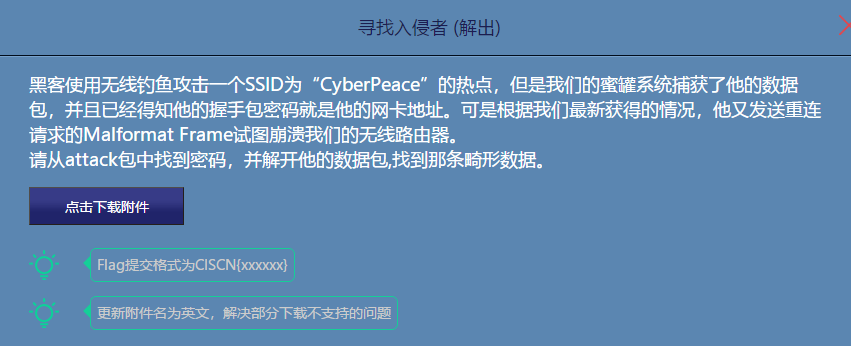 寻找入侵者 (解出)
黑客使用无线钓鱼攻击一个SSID为“CyberPeace”的热点，但是我们的蜜罐系统捕获了他的数据
包，并且已经得知他的握手包密码就是他的网卡地址。可是根据我们最新获得的情况，他又发送重连
请求的Malformat Frame试图崩溃我们的无线路由器。
请从attack包中找到密码，并解开他的数据包,找到那条畸形数据。
点击下载附件
Flag提交格式为CISCN{xxxxxx}
更新附件名为英文，解决部分下载不支持的问题